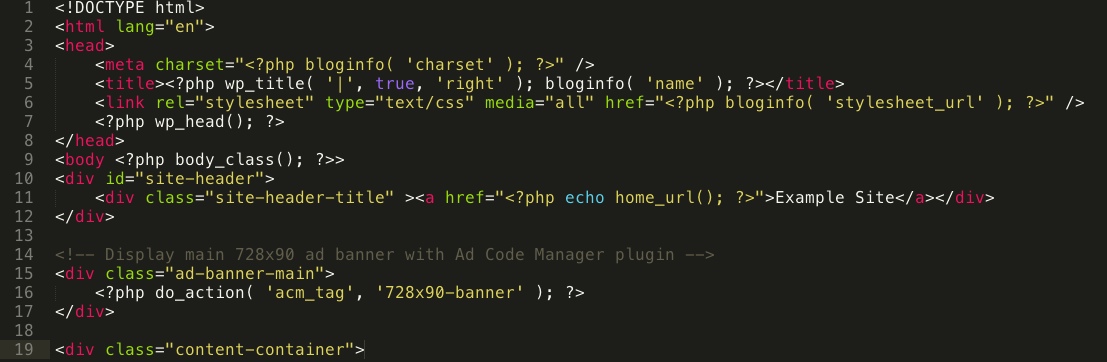 1 <!DOCTYPE html>
2 <html lang="en">
3 <head>
4     <meta charset="<?php bloginfo( 'charset' ); ?>" />
5     <title><?php wp_title( '|', true, 'right' ); bloginfo( 'name' ); ?></title>
6     <link rel="stylesheet" type="text/css" media="all" href="<?php bloginfo( 'stylesheet_url' ); ?>" />
7     <?php wp_head(); ?>
8 </head>
9 <body <?php body_class(); ?>>
10 <div id="site-header">
11     <div class="site-header-title" ><a href="<?php echo home_url(); ?>">Example Site</a></div>
12 </div>
13
14 <!-- Display main 728x90 ad banner with Ad Code Manager plugin -->
15 <div class="ad-banner-main">
16     <?php do_action( 'acm_tag', '728x90-banner' ); ?>
17 </div>
18
19 <div class="content-container">